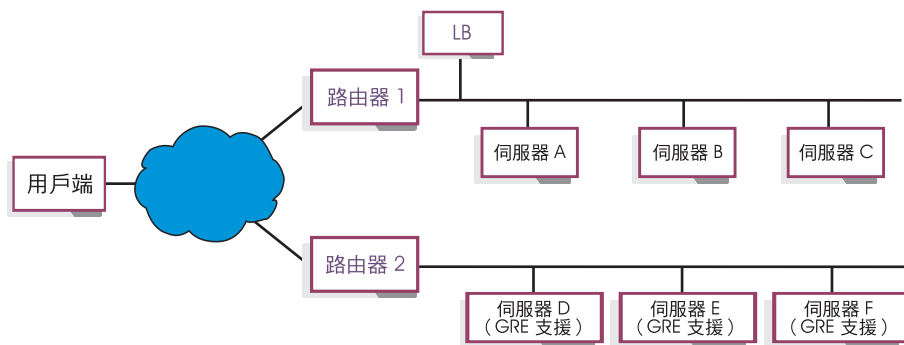 LB
路由器 1
伺服器 A
伺服器 B
伺服器 C
用戶端
路由器 2
伺服器 D
（GRE 支援）
伺服器 E
（GRE 支援）
伺服器 F
（GRE 支援）